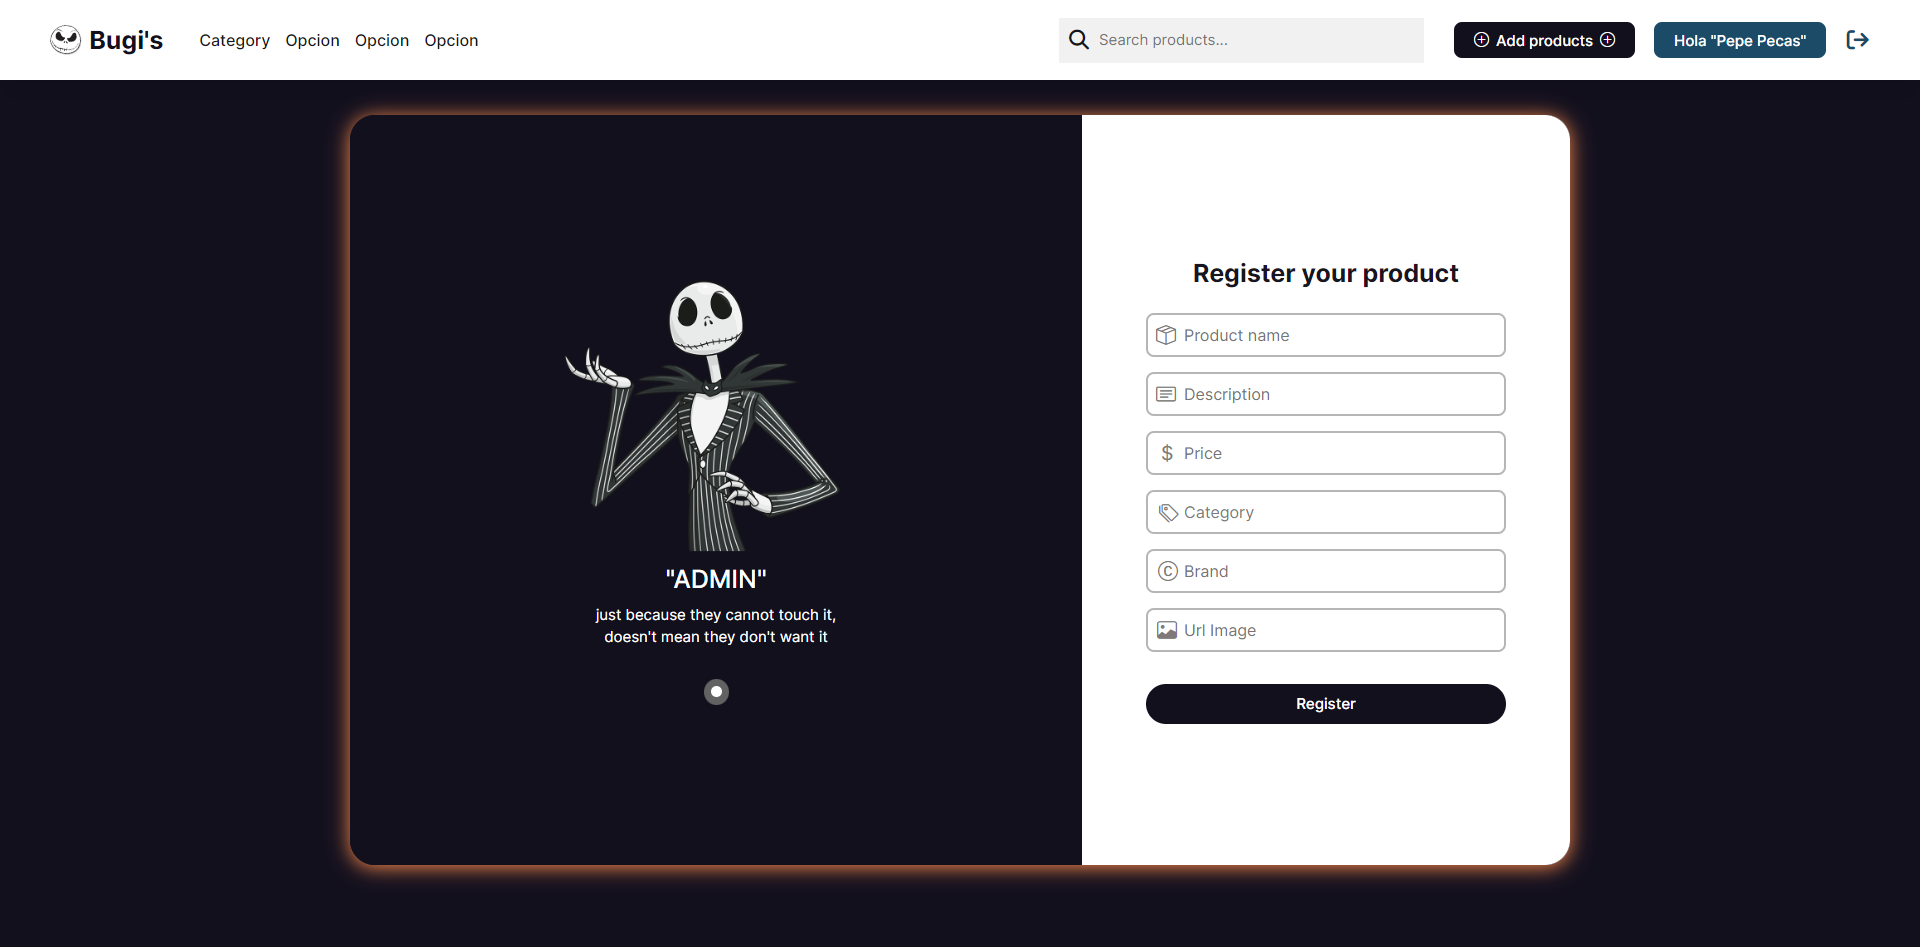 Bugi's
Category Opcion Opcion Opcion
Search products...
Add products
Hola "Pepe Pecas"
"ADMIN"
just because they cannot touch it,
doesn't mean they don't want it
Register your product
Product name
Description
$ Price
Category
© Brand
Url Image
Register